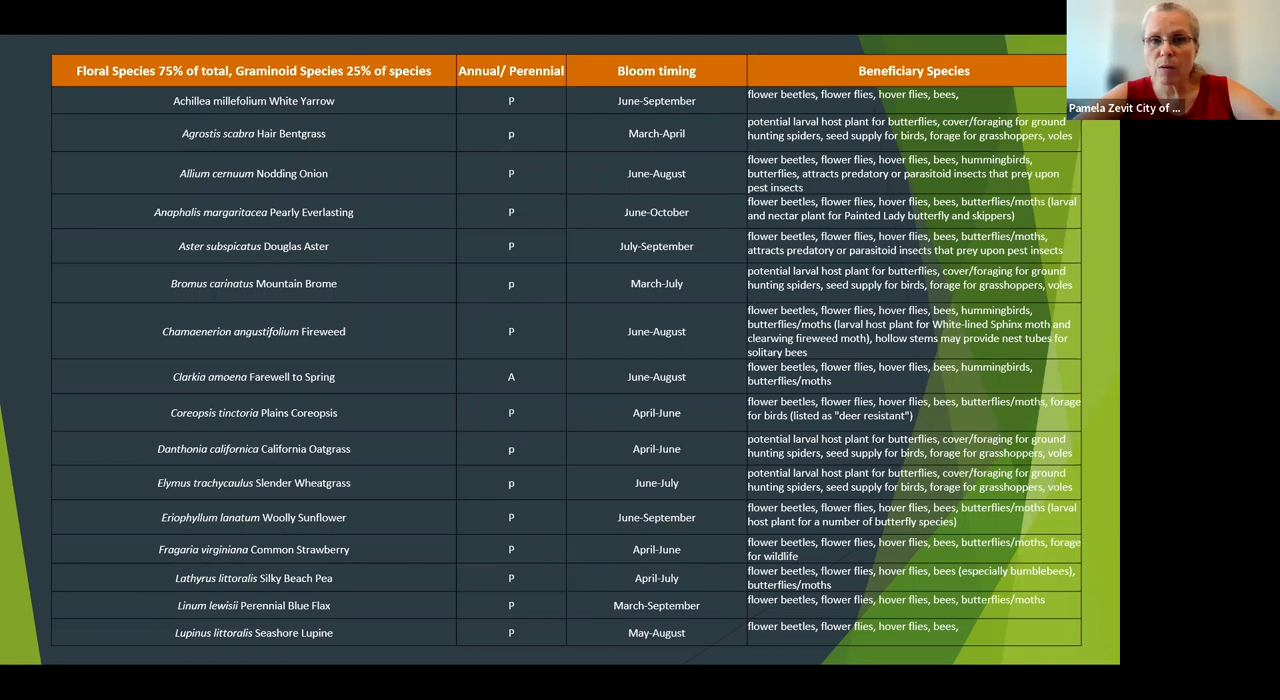 Floral Species 75% of total, Graminoid Species 25% of species Annual/ Perennial Bloom timing Beneficiary Species
Achillea millefolium White Yarrow P June-September flower beetles, flower flies, hover flies, bees,
Agrostis scabra Hair Bentgrass p March-April potential larval host plant for butterflies, cover/foraging for ground
hunting spiders, seed supply for birds, forage for grasshoppers, voles
Allium cernuum Nodding Onion P June-August flower beetles, flower flies, hover flies, bees, hummingbirds,
butterflies, attracts predatory or parasitoid insects that prey upon
pest insects
Anaphalis margaritacea Pearly Everlasting P June-October flower beetles, flower flies, hover flies, bees, butterflies/moths (larval
and nectar plant for Painted Lady butterfly and skippers)
Aster subspicatus Douglas Aster P July-September flower beetles, flower flies, hover flies, bees, butterflies/moths,
attracts predatory or parasitoid insects that prey upon pest insects
Bromus carinatus Mountain Brome p March-July potential larval host plant for butterflies, cover/foraging for ground
hunting spiders, seed supply for birds, forage for grasshoppers, voles
Chamaenerion angustifolium Fireweed P June-August flower beetles, flower flies, hover flies, bees, hummingbirds,
butterflies/moths (larval host plant for White-lined Sphinx moth and
clearwing fireweed moth), hollow stems may provide nest tubes for
solitary bees
Clarkia amoena Farewell to Spring A June-August flower beetles, flower flies, hover flies, bees, hummingbirds,
butterflies/moths
Coreopsis tinctoria Plains Coreopsis P April-June flower beetles, flower flies, hover flies, bees, butterflies/moths, forage
for birds (listed as "deer resistant")
Danthonia californica California Oatgrass p April-June potential larval host plant for butterflies, cover/foraging for ground
hunting spiders, seed supply for birds, forage for grasshoppers, voles
Elymus trachycaulus Slender Wheatgrass p June-July potential larval host plant for butterflies, cover/foraging for ground
hunting spiders, seed supply for birds, forage for grasshoppers, voles
Eriophyllum lanatum Woolly Sunflower P June-September flower beetles, flower flies, hover flies, bees, butterflies/moths (larval
host plant for a number of butterfly species)
Fragaria virginiana Common Strawberry P April-June flower beetles, flower flies, hover flies, bees, butterflies/moths, forage
for wildlife
Lathyrus littoralis Silky Beach Pea P April-July flower beetles, flower flies, hover flies, bees (especially bumblebees),
butterflies/moths
Linum lewisii Perennial Blue Flax P March-September flower beetles, flower flies, hover flies, bees, butterflies/moths
Lupinus littoralis Seashore Lupine P May-August flower beetles, flower flies, hover flies, bees,
Pamela Zevit City of ...